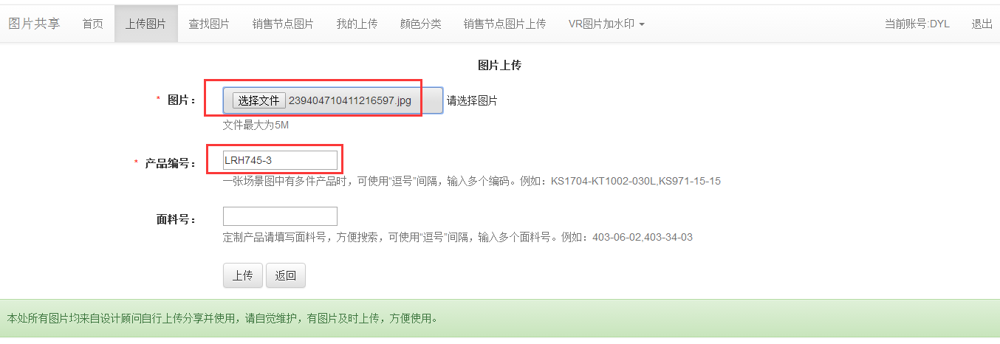 图片共享 首页 上传图片 查找图片 销售节点图片 我的上传 颜色分类 销售节点图片上传 VR图片加水印 当前账号:DYL 退出
图片上传
* 图片： 选择文件 239404710411216597.jpg 请选择图片
文件最大为5M
* 产品编号： LRH745-3
一张场景图中有多件产品时，可使用“逗号”间隔，输入多个编码。例如：KS1704-KT1002-030L,KS971-15-15
面料号：
定制产品请填写面料号，方便搜索，可使用“逗号”间隔，输入多个面料号。例如：403-06-02,403-34-03
上传 返回
本处所有图片均来自设计顾问自行上传分享并使用，请自觉维护，有图片及时上传，方便使用。